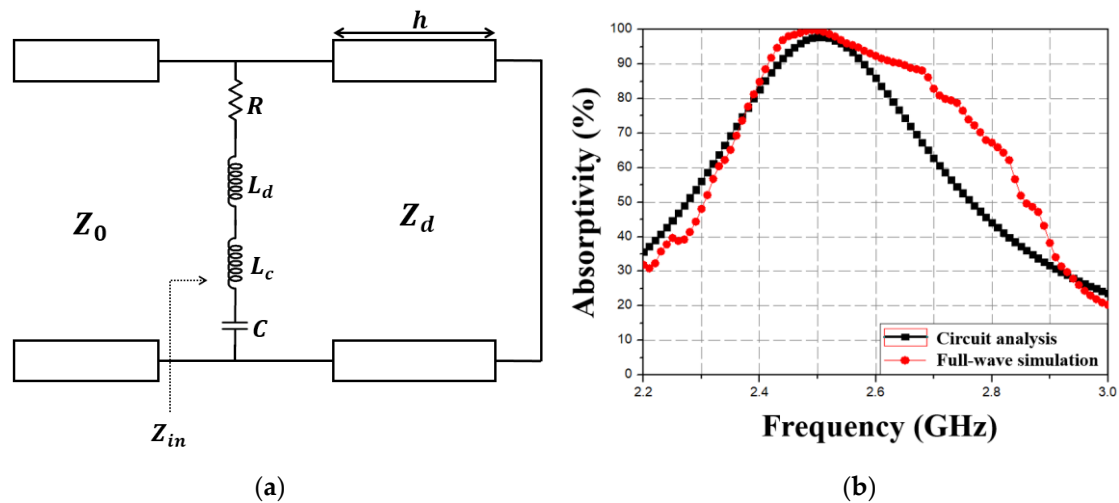 h
R
L_d
Z_0
Z_d
L_c
C
Z_in
(a)
Absorptivity (%)
100
90
80
70
60
50
40
30
20
10
0
Circuit analysis
Full-wave simulation
2.2
2.4
2.6
2.8
3.0
Frequency (GHz)
(b)